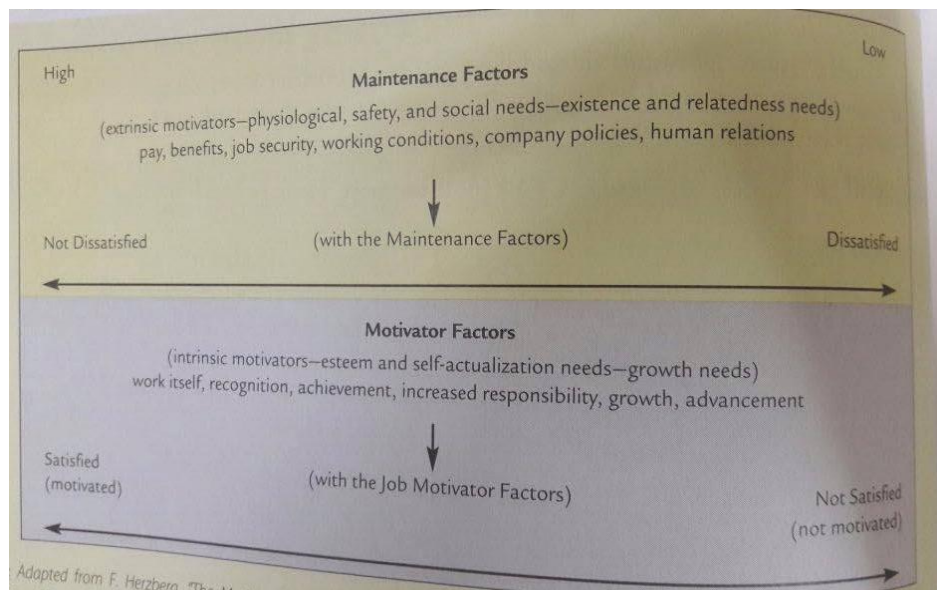 High
Low
Maintenance Factors
(extrinsic motivators—physiological, safety, and social needs—existence and relatedness needs)
pay, benefits, job security, working conditions, company policies, human relations
Not Dissatisfied
(with the Maintenance Factors)
Dissatisfied
Motivator Factors
(intrinsic motivators—esteem and self-actualization needs—growth needs)
work itself, recognition, achievement, increased responsibility, growth, advancement
Satisfied
(motivated)
(with the Job Motivator Factors)
Not Satisfied
(not motivated)
Adapted from F. Herzberg,